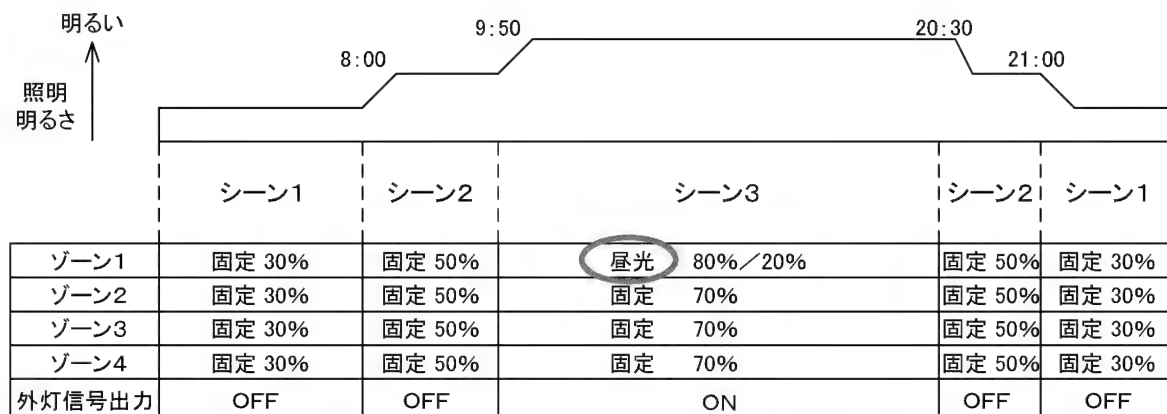 明るい
照明
明るさ
8:00
9:50
20:30
21:00
シーン1 シーン2 シーン3 シーン2 シーン1
ゾーン1 固定 30% 固定 50% 昼光 80%／20% 固定 50% 固定 30%
ゾーン2 固定 30% 固定 50% 固定 70% 固定 50% 固定 30%
ゾーン3 固定 30% 固定 50% 固定 70% 固定 50% 固定 30%
ゾーン4 固定 30% 固定 50% 固定 70% 固定 50% 固定 30%
外灯信号出力 OFF OFF ON OFF OFF